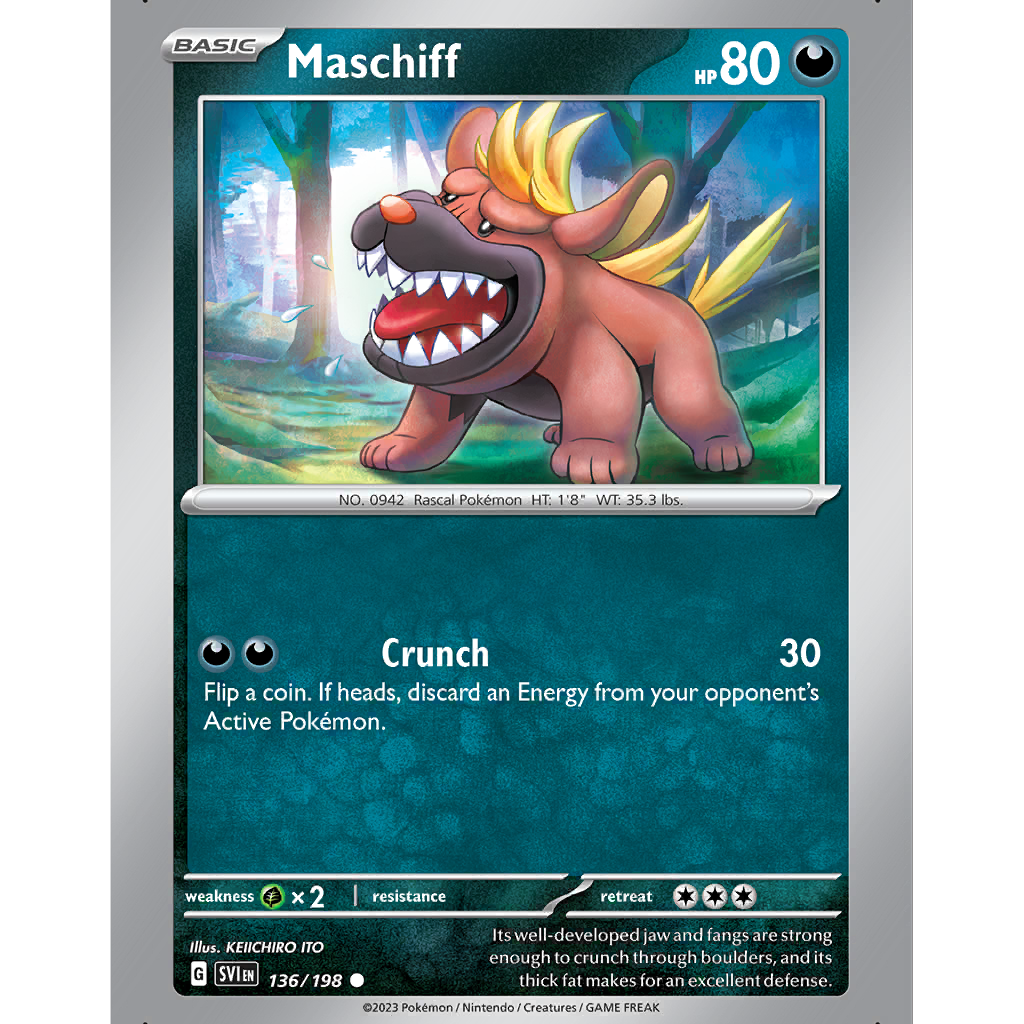 BASIC
Maschiff
HP 80
NO. 0942 Rascal Pokémon HT: 1'8" WT: 35.3 lbs.
Crunch 30
Flip a coin. If heads, discard an Energy from your opponent's
Active Pokémon.
weakness ×2 resistance retreat
Illus. KEIICHIRO ITO
G SVI EN 136/198
Its well-developed jaw and fangs are strong
enough to crunch through boulders, and its
thick fat makes for an excellent defense.
©2023 Pokémon / Nintendo / Creatures / GAME FREAK